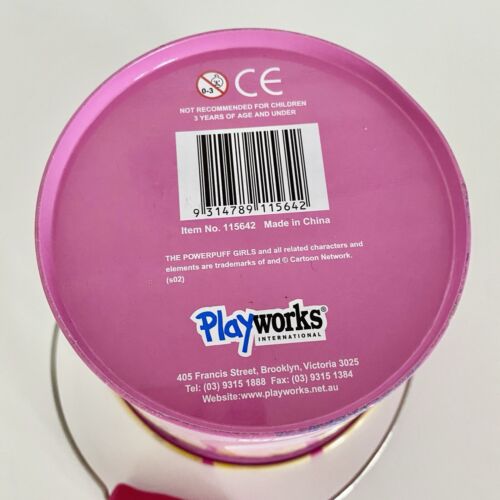 0-3 CE
NOT RECOMMENDED FOR CHILDREN
3 YEARS OF AGE AND UNDER
9 314789 115642
Item No. 115642 Made in China
THE POWERPUFF GIRLS and all related characters and
elements are trademarks of and © Cartoon Network.
(s02)
Playworks®
INTERNATIONAL
405 Francis Street, Brooklyn, Victoria 3025
Tel: (03) 9315 1888 Fax: (03) 9315 1384
Website:www.playworks.net.au